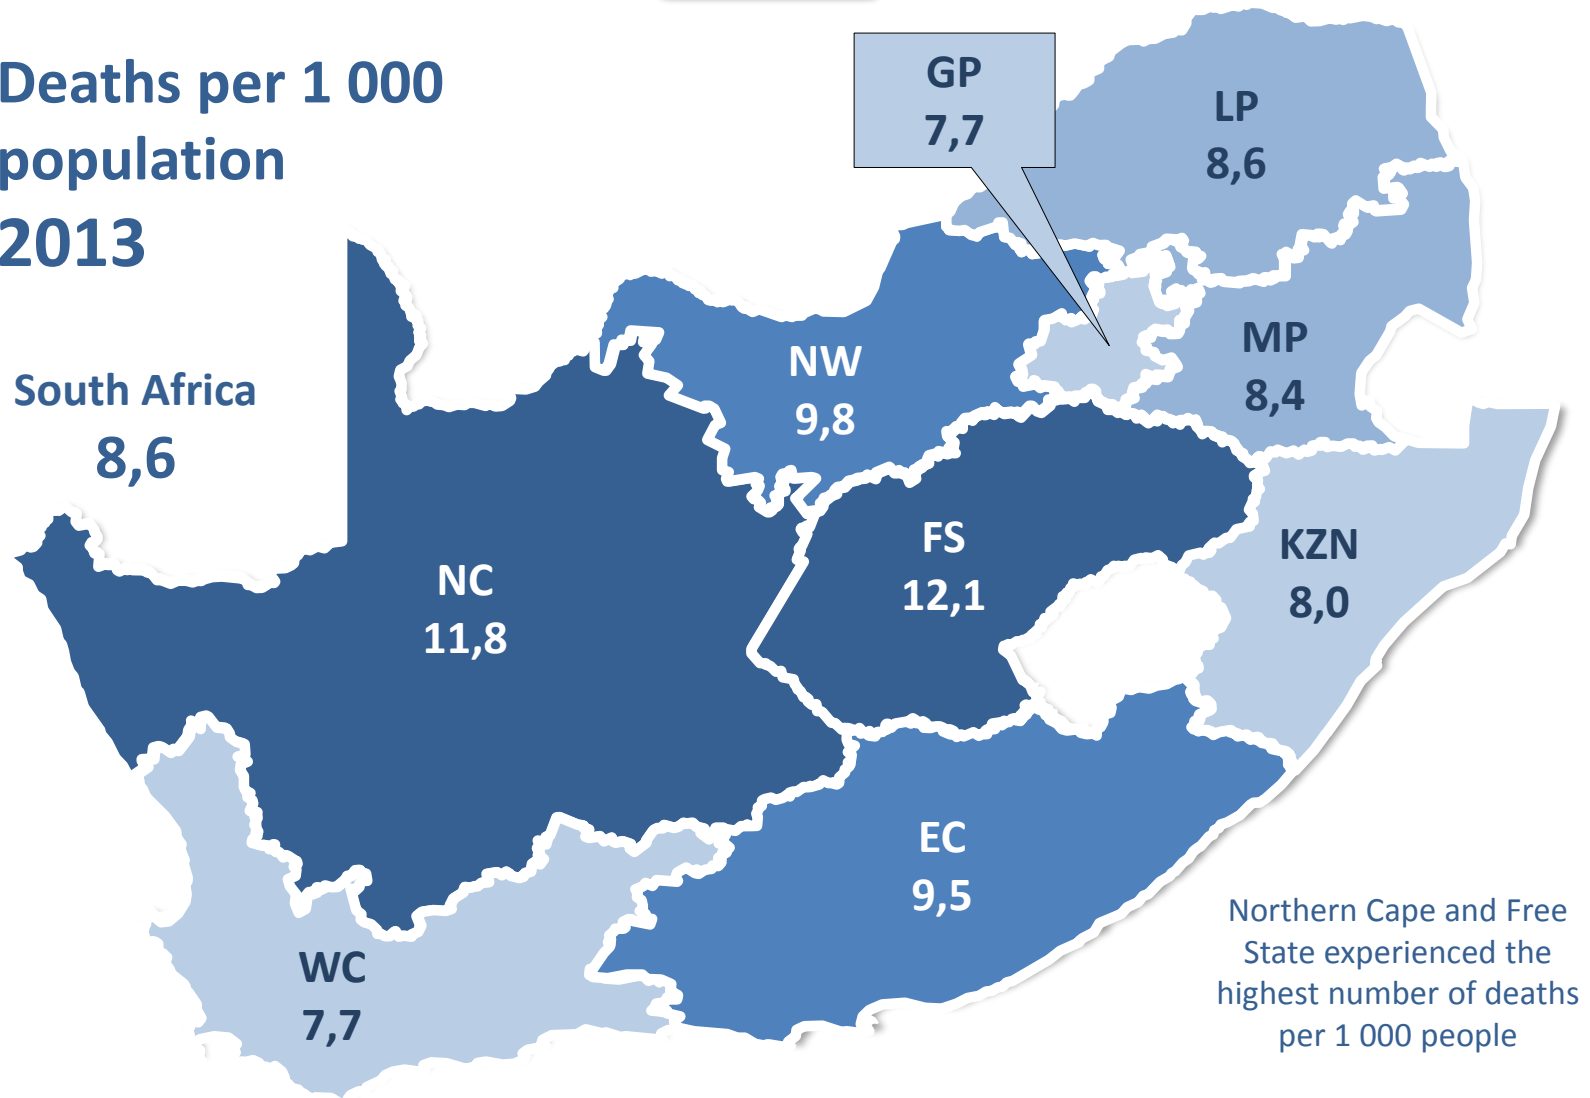 Deaths per 1 000
population
2013
South Africa
8,6
GP
7,7
LP
8,6
MP
8,4
NW
9,8
FS
12,1
KZN
8,0
NC
11,8
EC
9,5
WC
7,7
Northern Cape and Free
State experienced the
highest number of deaths
per 1 000 people